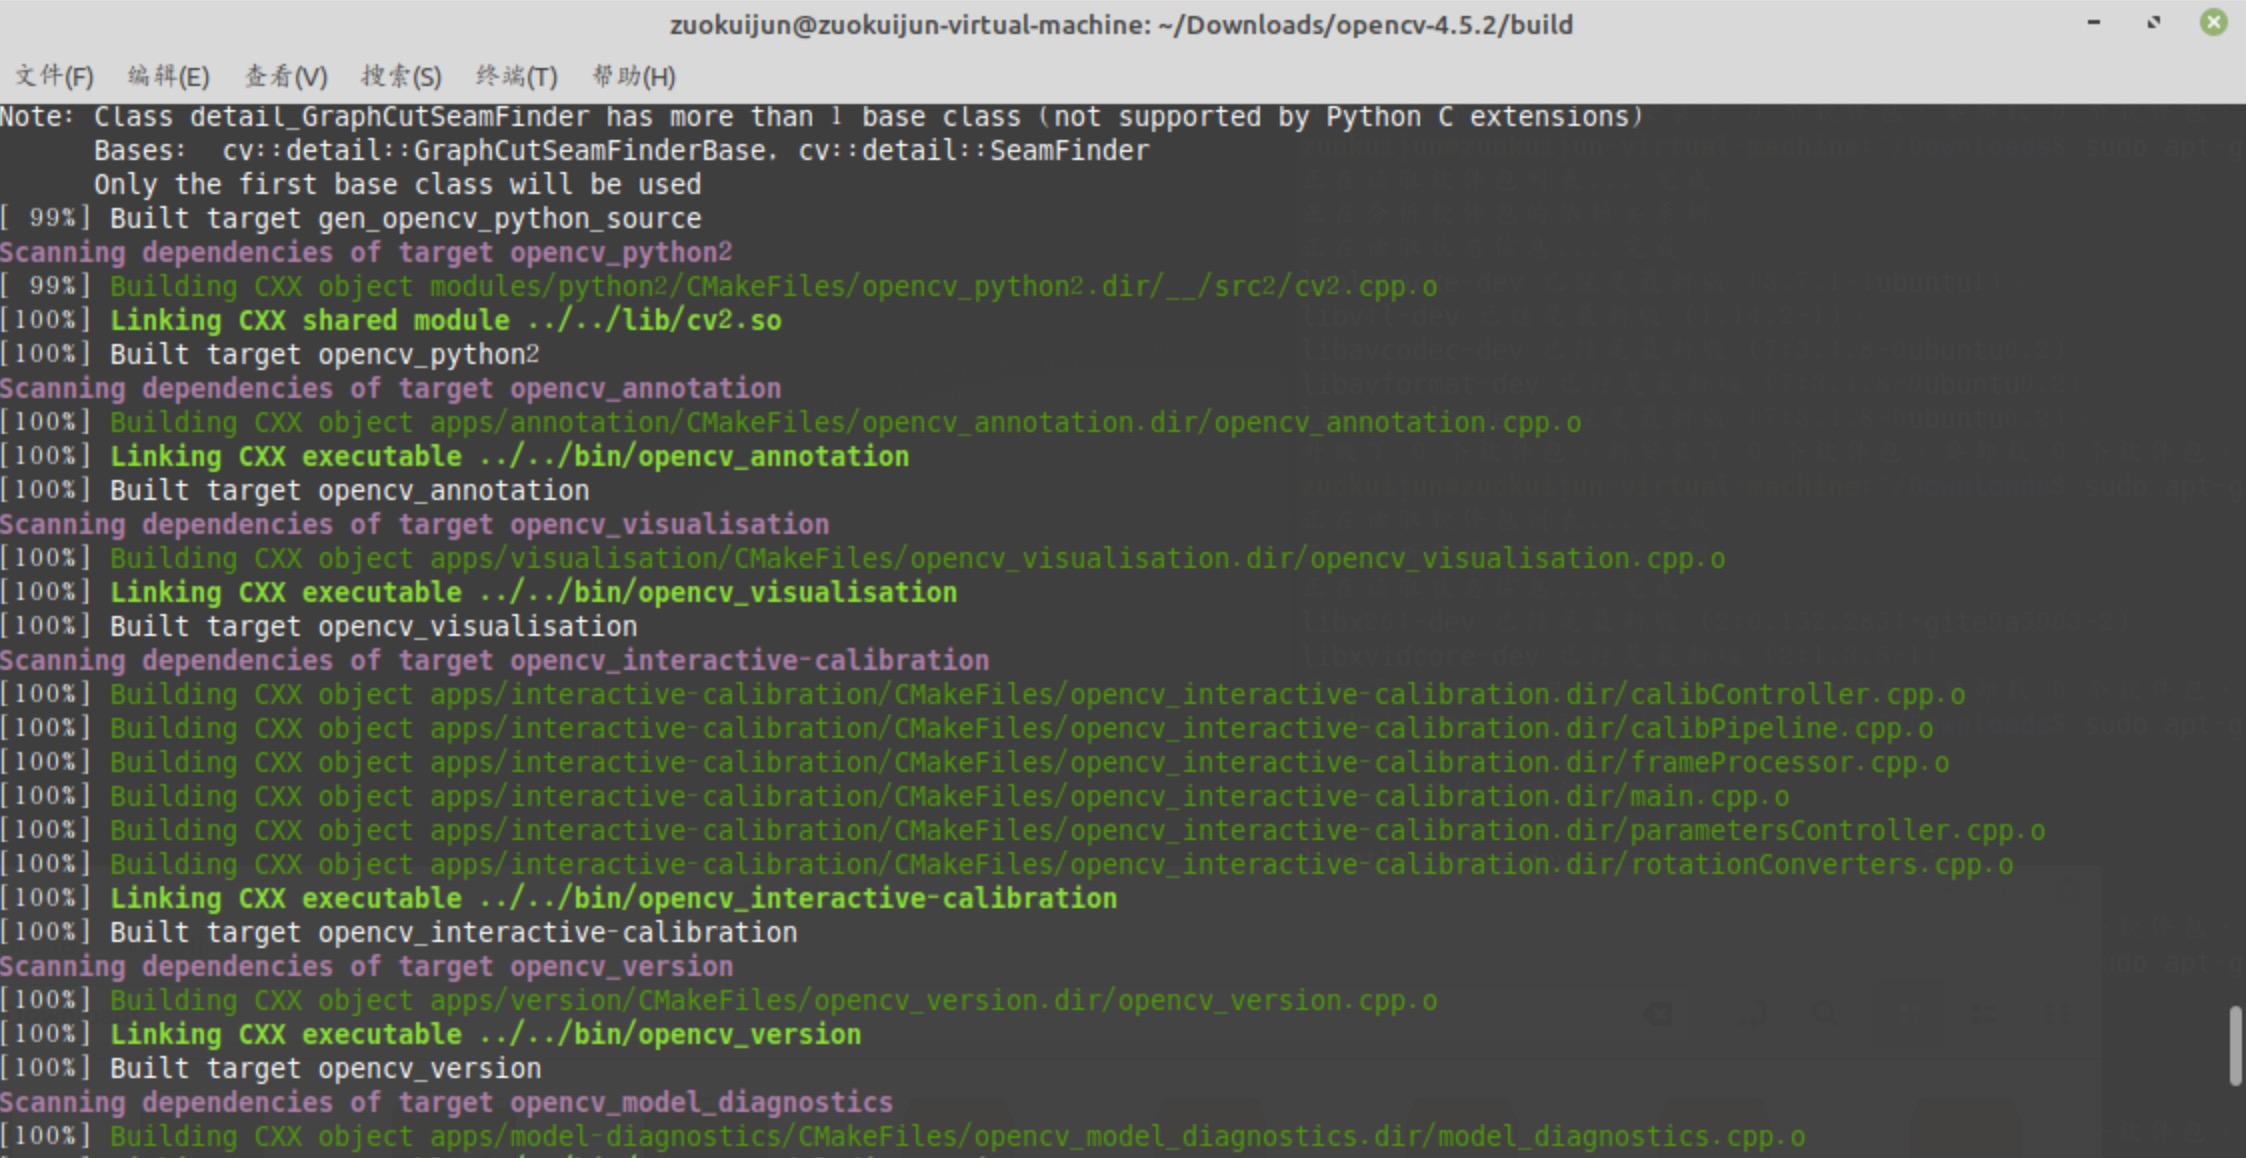 zuokuijun@zuokuijun-virtual-machine: ~/Downloads/opencv-4.5.2/build
文件(F) 编辑(E) 查看(V) 搜索(S) 终端(T) 帮助(H)
Note: Class detail_GraphCutSeamFinder has more than 1 base class (not supported by Python C extensions)
Bases:  cv::detail::GraphCutSeamFinderBase, cv::detail::SeamFinder
Only the first base class will be used
[ 99%] Built target gen_opencv_python_source
Scanning dependencies of target opencv_python2
[ 99%] Building CXX object modules/python2/CMakeFiles/opencv_python2.dir/__/src2/cv2.cpp.o
[100%] Linking CXX shared module ../../lib/cv2.so
[100%] Built target opencv_python2
Scanning dependencies of target opencv_annotation
[100%] Building CXX object apps/annotation/CMakeFiles/opencv_annotation.dir/opencv_annotation.cpp.o
[100%] Linking CXX executable ../../bin/opencv_annotation
[100%] Built target opencv_annotation
Scanning dependencies of target opencv_visualisation
[100%] Building CXX object apps/visualisation/CMakeFiles/opencv_visualisation.dir/opencv_visualisation.cpp.o
[100%] Linking CXX executable ../../bin/opencv_visualisation
[100%] Built target opencv_visualisation
Scanning dependencies of target opencv_interactive-calibration
[100%] Building CXX object apps/interactive-calibration/CMakeFiles/opencv_interactive-calibration.dir/calibController.cpp.o
[100%] Building CXX object apps/interactive-calibration/CMakeFiles/opencv_interactive-calibration.dir/calibPipeline.cpp.o
[100%] Building CXX object apps/interactive-calibration/CMakeFiles/opencv_interactive-calibration.dir/frameProcessor.cpp.o
[100%] Building CXX object apps/interactive-calibration/CMakeFiles/opencv_interactive-calibration.dir/main.cpp.o
[100%] Building CXX object apps/interactive-calibration/CMakeFiles/opencv_interactive-calibration.dir/parametersController.cpp.o
[100%] Building CXX object apps/interactive-calibration/CMakeFiles/opencv_interactive-calibration.dir/rotationConverters.cpp.o
[100%] Linking CXX executable ../../bin/opencv_interactive-calibration
[100%] Built target opencv_interactive-calibration
Scanning dependencies of target opencv_version
[100%] Building CXX object apps/version/CMakeFiles/opencv_version.dir/opencv_version.cpp.o
[100%] Linking CXX executable ../../bin/opencv_version
[100%] Built target opencv_version
Scanning dependencies of target opencv_model_diagnostics
[100%] Building CXX object apps/model-diagnostics/CMakeFiles/opencv_model_diagnostics.dir/model_diagnostics.cpp.o